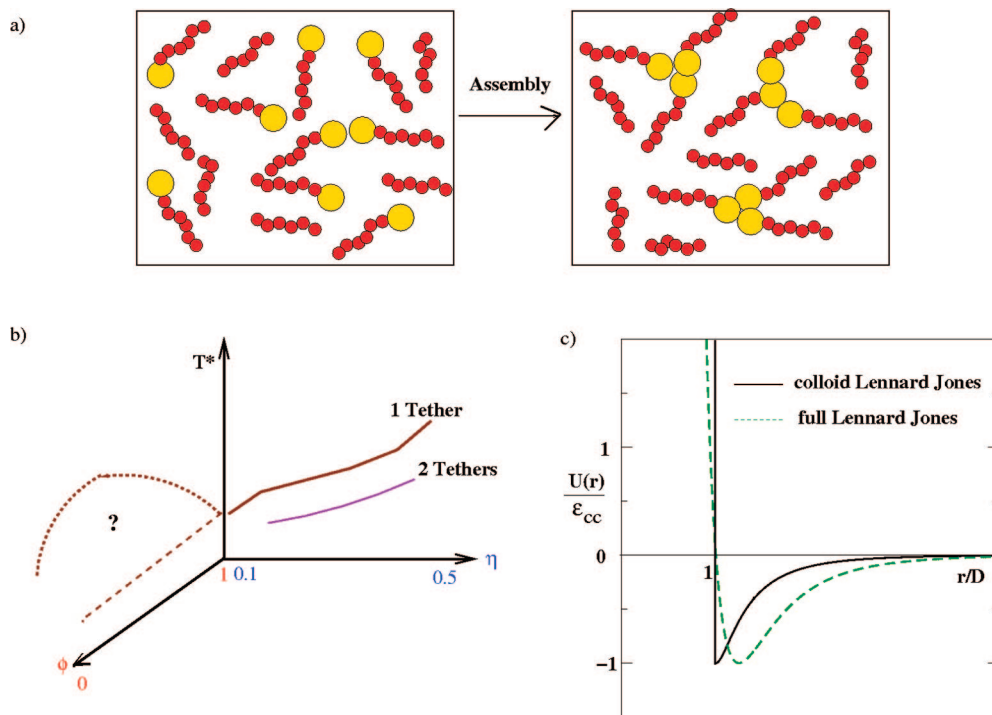 a)
Assembly
b)
T*
1 Tether
2 Tethers
?
1
0.1
0.5
η
ϕ
0
c)
colloid Lennard Jones
full Lennard Jones
1
U(r)
ε_cc
0
1
r/D
−1